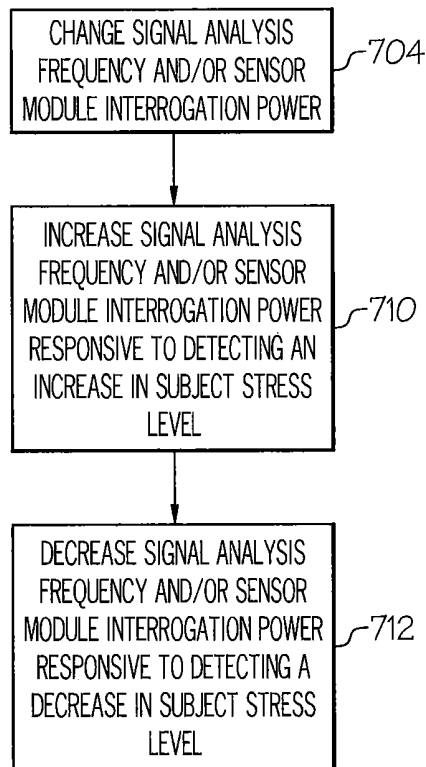 CHANGE SIGNAL ANALYSIS
FREQUENCY AND/OR SENSOR
MODULE INTERROGATION POWER
704
INCREASE SIGNAL ANALYSIS
FREQUENCY AND/OR SENSOR
MODULE INTERROGATION POWER
RESPONSIVE TO DETECTING AN
INCREASE IN SUBJECT STRESS
LEVEL
710
DECREASE SIGNAL ANALYSIS
FREQUENCY AND/OR SENSOR
MODULE INTERROGATION POWER
RESPONSIVE TO DETECTING A
DECREASE IN SUBJECT STRESS
LEVEL
712